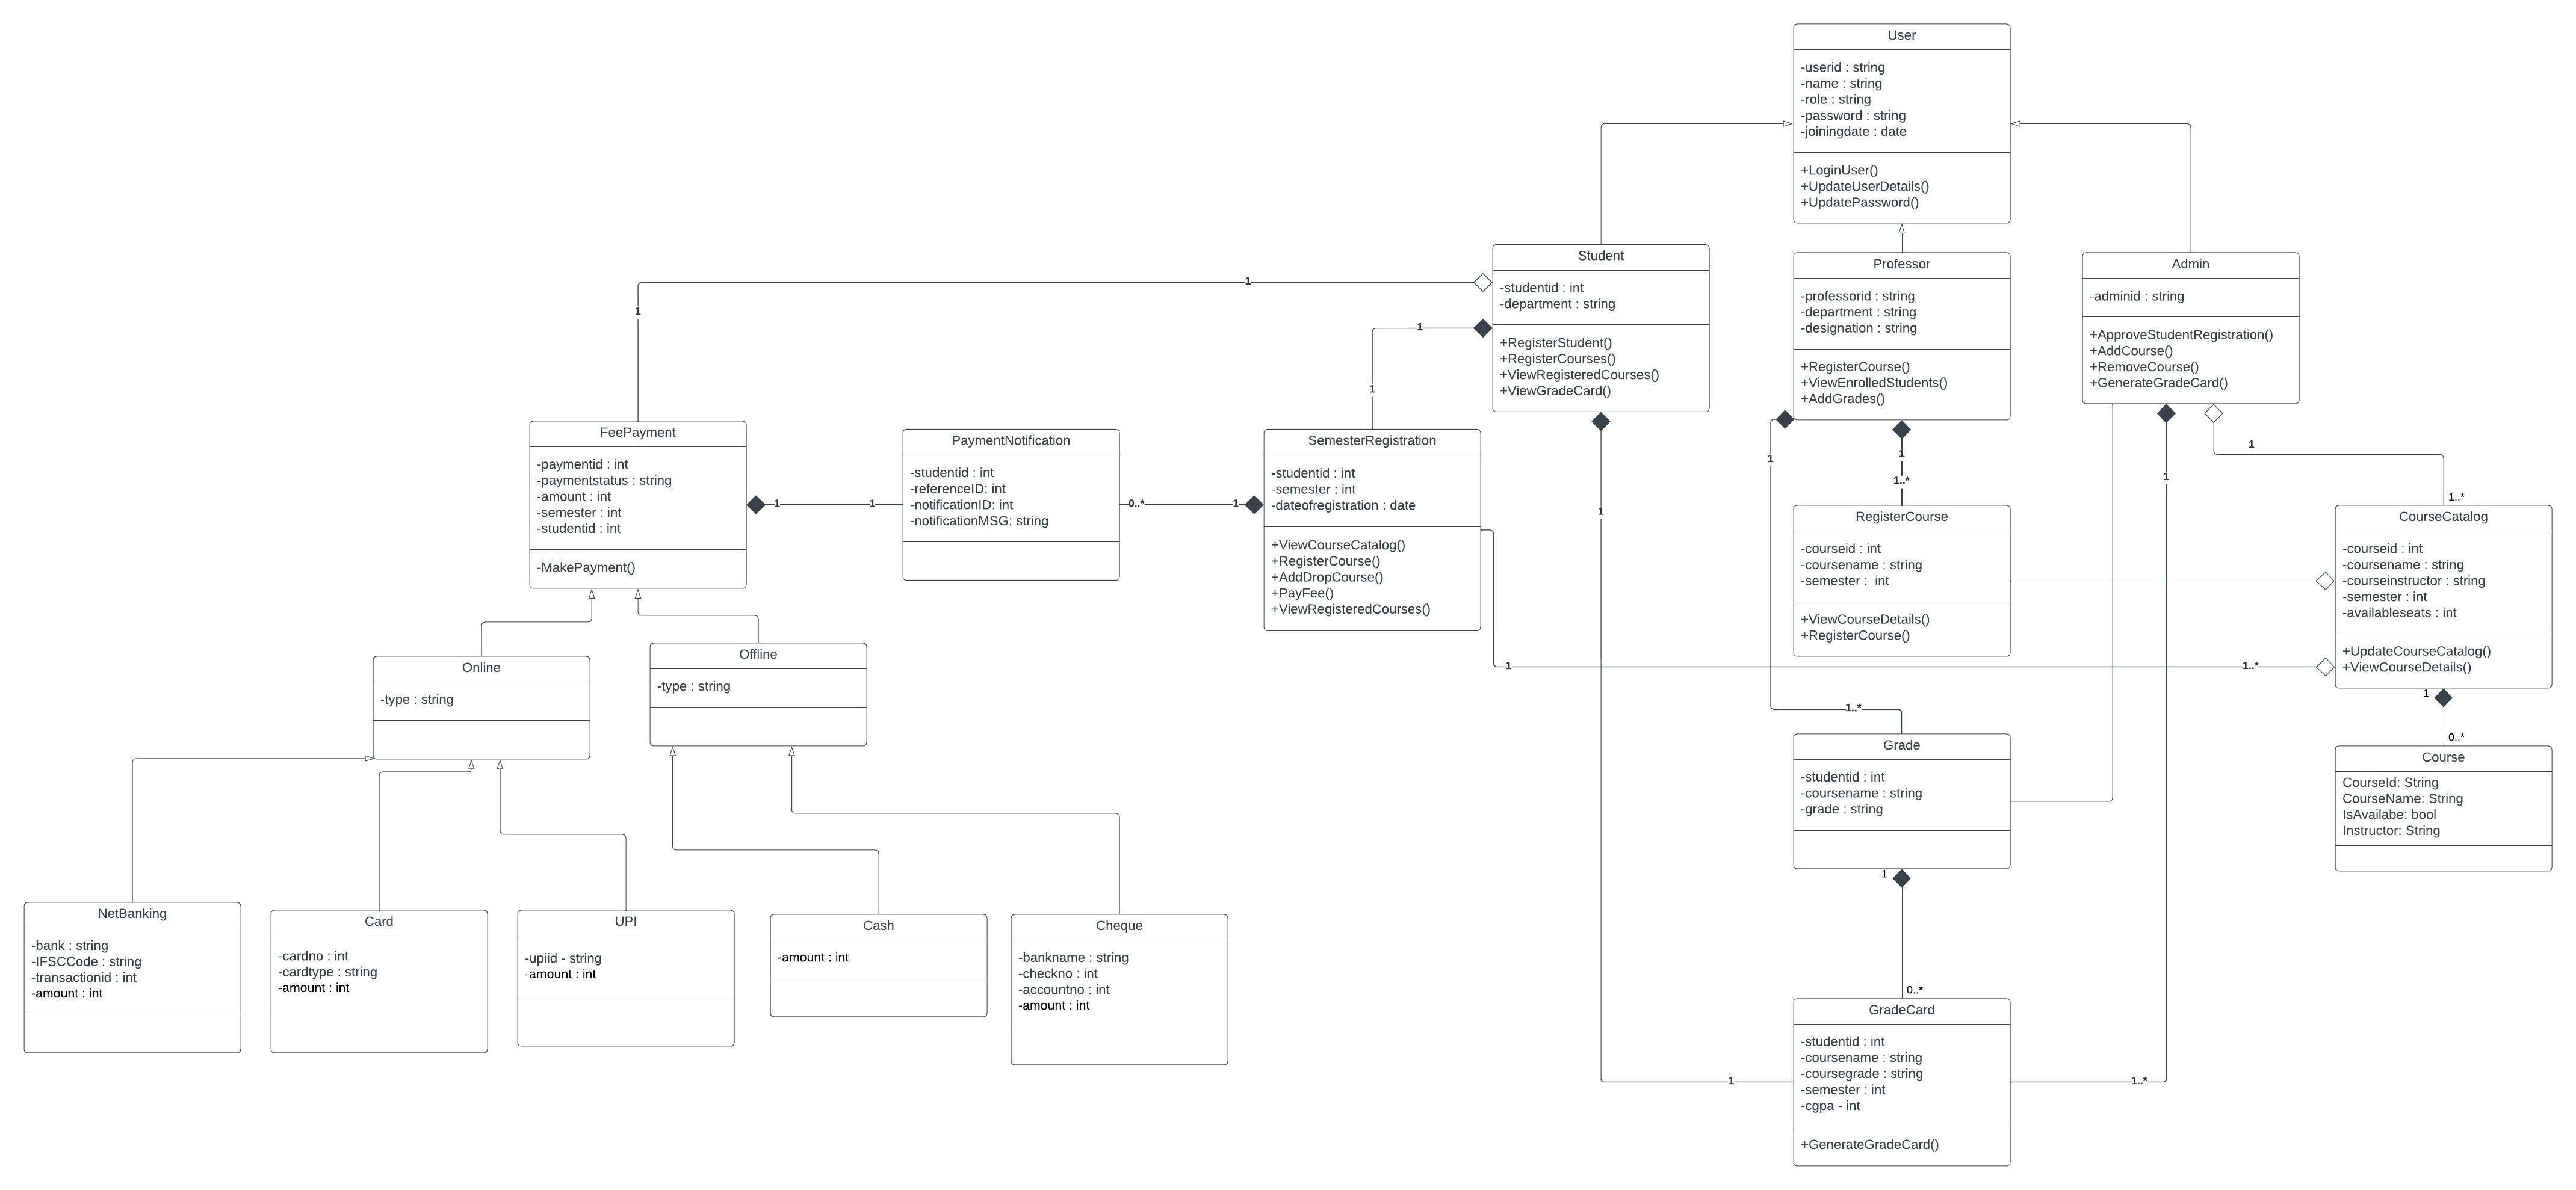 User
-userid : string
-name : string
-role : string
-password : string
-joiningdate : date
+LoginUser()
+UpdateUserDetails()
+UpdatePassword()
Student
-studentid : int
-department : string
+RegisterStudent()
+RegisterCourses()
+ViewRegisteredCourses()
+ViewGradeCard()
Professor
-professorid : string
-department : string
-designation : string
+RegisterCourse()
+ViewEnrolledStudents()
+AddGrades()
Admin
-adminid : string
+ApproveStudentRegistration()
+AddCourse()
+RemoveCourse()
+GenerateGradeCard()
1
1
1
1
1
1
1
1..*
1
1
1..*
FeePayment
-paymentid : int
-paymentstatus : string
-amount : int
-semester : int
-studentid : int
-MakePayment()
1
1
PaymentNotification
-studentid : int
-referenceID: int
-notificationID: int
-notificationMSG: string
0..*
1
SemesterRegistration
-studentid : int
-semester : int
-dateofregistration : date
+ViewCourseCatalog()
+RegisterCourse()
+AddDropCourse()
+PayFee()
+ViewRegisteredCourses()
RegisterCourse
-courseid : int
-coursename : string
-semester :  int
+ViewCourseDetails()
+RegisterCourse()
CourseCatalog
-courseid : int
-coursename : string
-courseinstructor : string
-semester : int
-availableseats : int
+UpdateCourseCatalog()
+ViewCourseDetails()
1
1..*
1
0..*
1..*
Online
-type : string
Offline
-type : string
Grade
-studentid : int
-coursename : string
-grade : string
1
0..*
Course
CourseId: String
CourseName: String
IsAvailabe: bool
Instructor: String
NetBanking
-bank : string
-IFSCCode : string
-transactionid : int
-amount : int
Card
-cardno : int
-cardtype : string
-amount : int
UPI
-upiid - string
-amount : int
Cash
-amount : int
Cheque
-bankname : string
-checkno : int
-accountno : int
-amount : int
GradeCard
-studentid : int
-coursename : string
-coursegrade : string
-semester : int
-cgpa - int
+GenerateGradeCard()
1
1..*